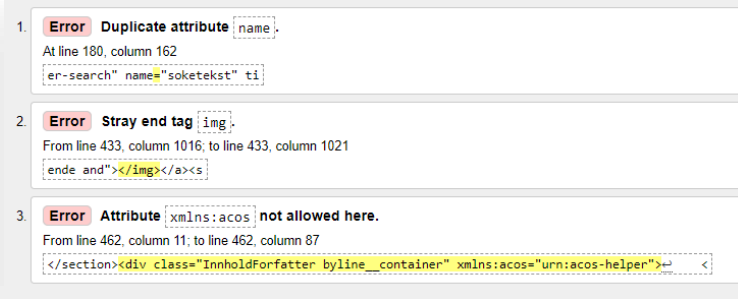 1. Error Duplicate attribute name.
At line 180, column 162
er-search" name="soketekst" ti
2. Error Stray end tag img.
From line 433, column 1016; to line 433, column 1021
ende and"></img></a><s
3. Error Attribute xmlns:acos not allowed here.
From line 462, column 11; to line 462, column 87
</section><div class="InnholdForfatter byline__container" xmlns:acos="urn:acos-helper">↩ <